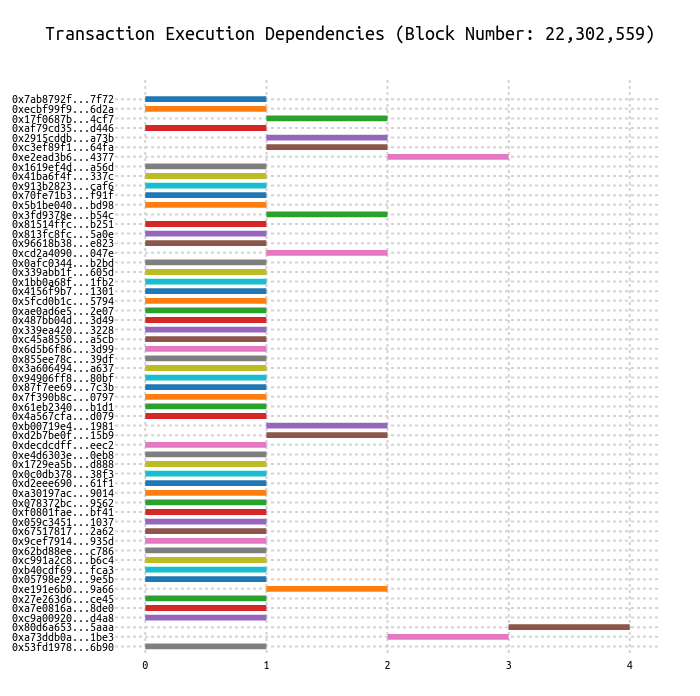 Transaction Execution Dependencies (Block Number: 22,302,559)
0x7ab8792f...7f72
0xecbf99f9...6d2a
0x17f0687b...4cf7
0xaf79cd35...d446
0x2915cddb...a73b
0xc3ef89f1...64fa
0xe2ead3b6...4377
0x1619ef4d...a56d
0x41ba6f4f...337c
0x913b2823...caf6
0x70fe71b3...f91f
0x5b1be040...bd98
0x3fd9378e...b54c
0x81514ffc...b251
0x813fc8fc...5a0e
0x96618b38...e823
0xcd2a4090...047e
0x0afc0344...b2bd
0x339abb1f...605d
0x1bb0a68f...1fb2
0x4156f9b7...1301
0x5fcd0b1c...5794
0xae0ad6e5...2e07
0x487bb04d...3d49
0x339ea420...3228
0xc45a8550...a5cb
0x6d5b6f86...3d99
0x855ee78c...39df
0x3a606494...a637
0x94906ff8...80bf
0x87f7ee69...7c3b
0x7f390b8c...0797
0x61eb2340...b1d1
0x4a567cfa...d079
0xb00719e4...1981
0xd2b7be0f...15b9
0xdecdcdff...eec2
0xe4d6303e...0eb8
0x1729ea5b...d888
0x0c0db378...38f3
0xd2eee690...61f1
0xa30197ac...9014
0x078372bc...9562
0xf0801fae...bf41
0x059c3451...1037
0x67517817...2a62
0x9cef7914...935d
0x62bd88ee...c786
0xc991a2c8...b6c4
0xb40cdf69...fca3
0x05798e29...9e5b
0xe191e6b0...9a66
0x27e263d6...ce45
0xa7e0816a...8de0
0xc9a00920...d4a8
0x80d6a653...5aaa
0xa73ddb0a...1be3
0x53fd1978...6b90
0 1 2 3 4